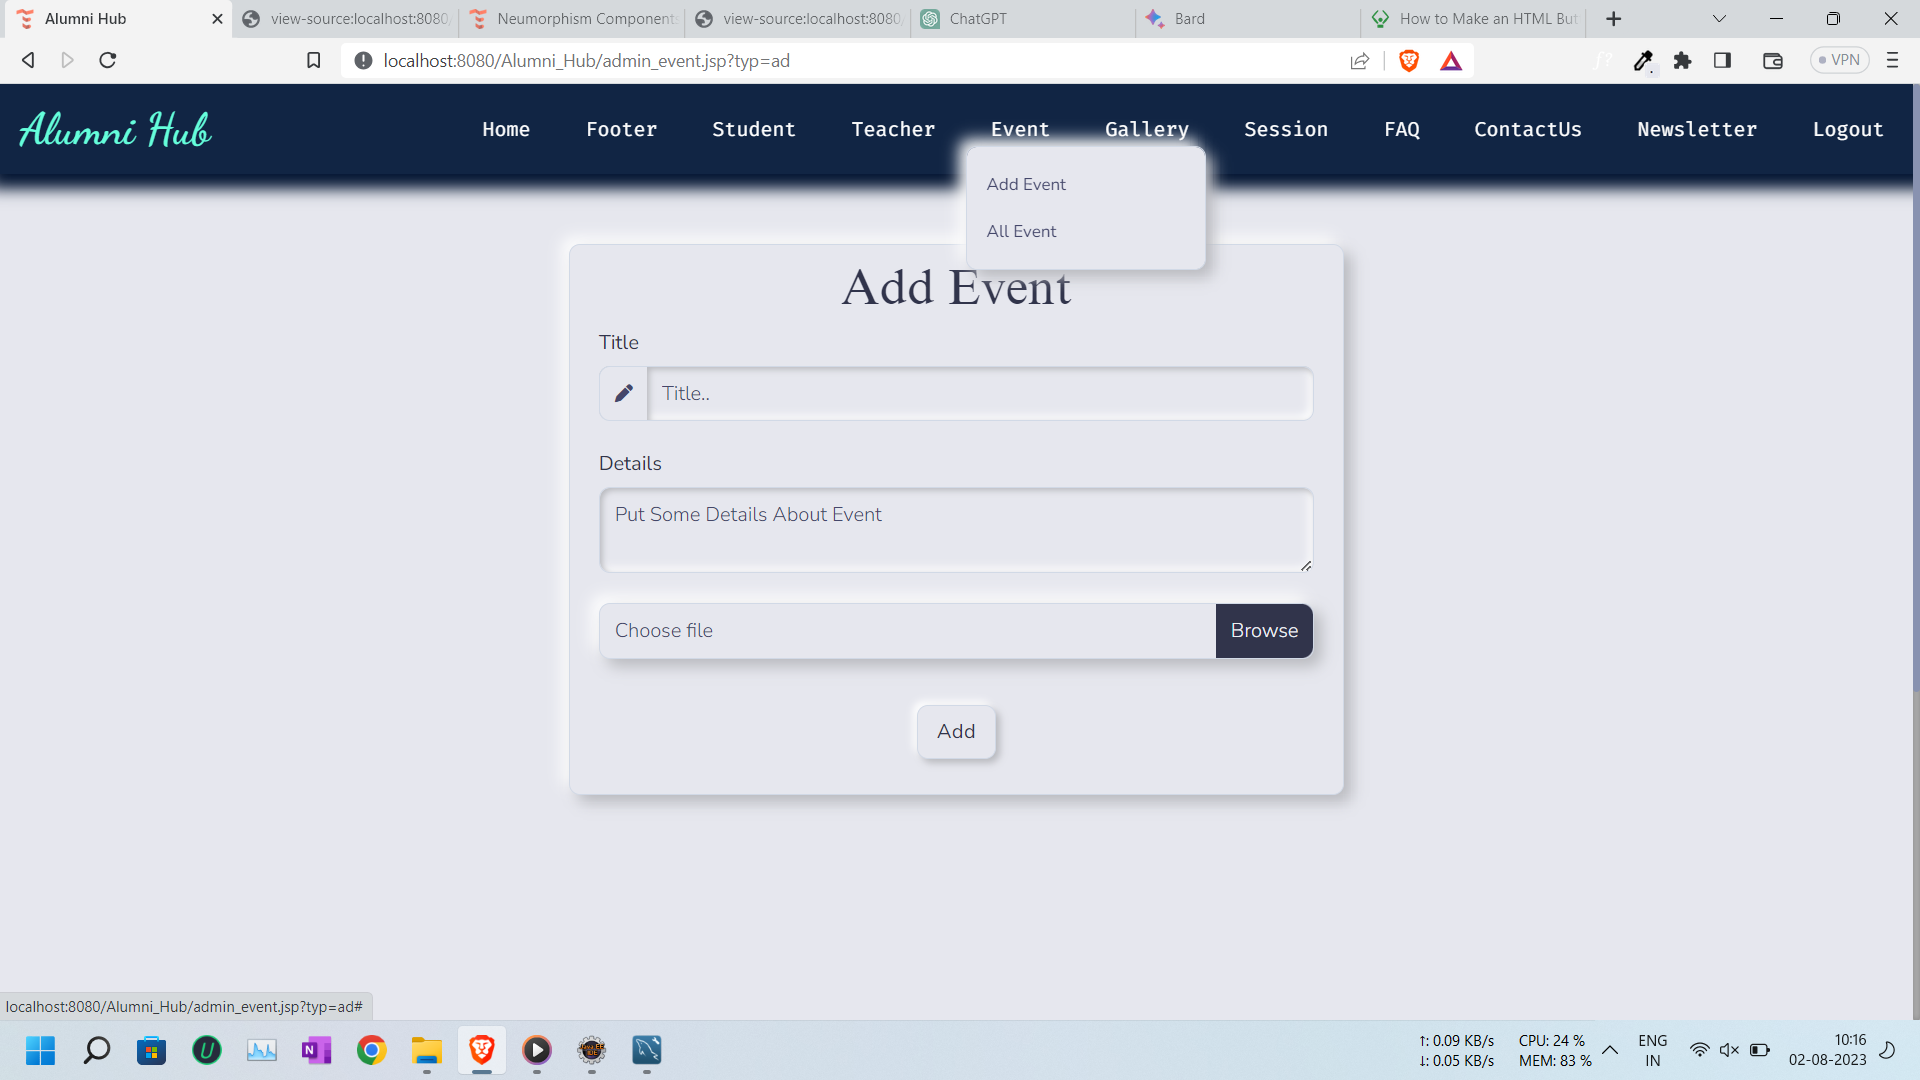 Alumni Hub
view-source:localhost:8080/
Neumorphism Component
view-source:localhost:8080/
ChatGPT
Bard
How to Make an HTML But
localhost:8080/Alumni_Hub/admin_event.jsp?typ=ad
VPN
Alumni Hub
Home
Footer
Student
Teacher
Event
Gallery
Session
FAQ
ContactUs
Newsletter
Logout
Add Event
All Event
Add Event
Title
Title..
Details
Put Some Details About Event
Choose file
Browse
Add
localhost:8080/Alumni_Hub/admin_event.jsp?typ=ad#
↑: 0.09 KB/s
↓: 0.05 KB/s
CPU: 24 %
MEM: 83 %
ENG
IN
10:16
02-08-2023